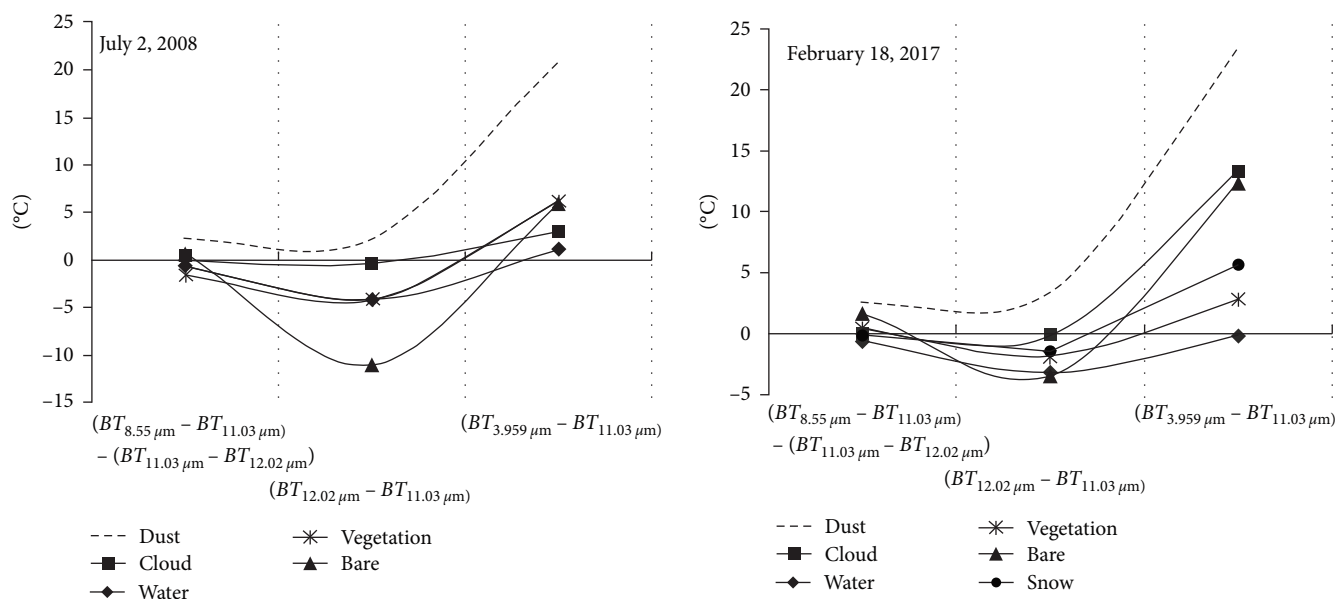 25
20
15
10
5
0
–5
–10
–15
(°C)
July 2, 2008
(BT8.55 μm – BT11.03 μm)
– (BT11.03 μm – BT12.02 μm)
(BT12.02 μm – BT11.03 μm)
(BT3.959 μm – BT11.03 μm)
Dust
Cloud
Water
Vegetation
Bare
25
20
15
10
5
0
–5
(°C)
February 18, 2017
(BT8.55 μm – BT11.03 μm)
– (BT11.03 μm – BT12.02 μm)
(BT12.02 μm – BT11.03 μm)
(BT3.959 μm – BT11.03 μm)
Dust
Cloud
Water
Vegetation
Bare
Snow